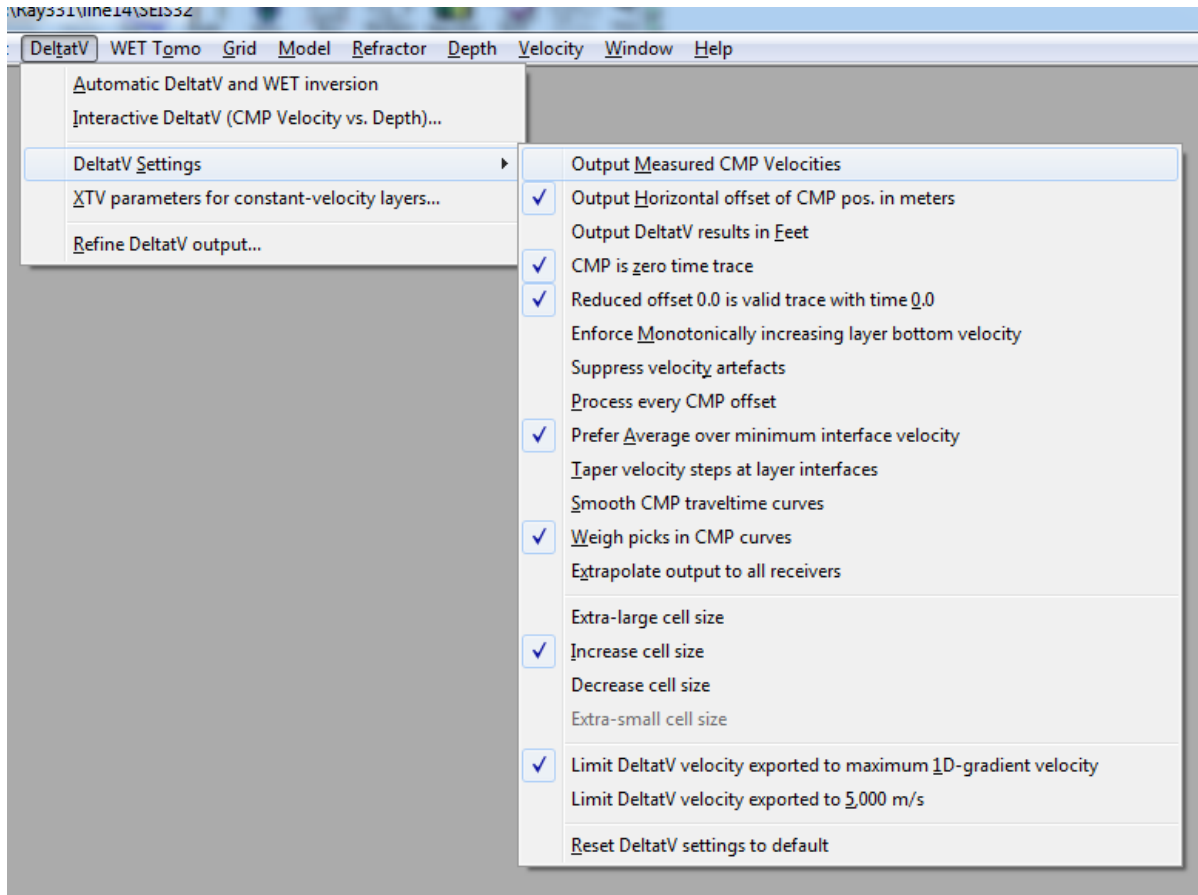 \Ray331\line14\SEIS32
DeltatV WET Tomo Grid Model Refractor Depth Velocity Window Help
Automatic DeltatV and WET inversion
Interactive DeltatV (CMP Velocity vs. Depth)...
DeltatV Settings
XTV parameters for constant-velocity layers...
Refine DeltatV output...
Output Measured CMP Velocities
Output Horizontal offset of CMP pos. in meters
Output DeltatV results in Feet
CMP is zero time trace
Reduced offset 0.0 is valid trace with time 0.0
Enforce Monotonically increasing layer bottom velocity
Suppress velocity artefacts
Process every CMP offset
Prefer Average over minimum interface velocity
Taper velocity steps at layer interfaces
Smooth CMP traveltime curves
Weigh picks in CMP curves
Extrapolate output to all receivers
Extra-large cell size
Increase cell size
Decrease cell size
Extra-small cell size
Limit DeltatV velocity exported to maximum 1D-gradient velocity
Limit DeltatV velocity exported to 5,000 m/s
Reset DeltatV settings to default